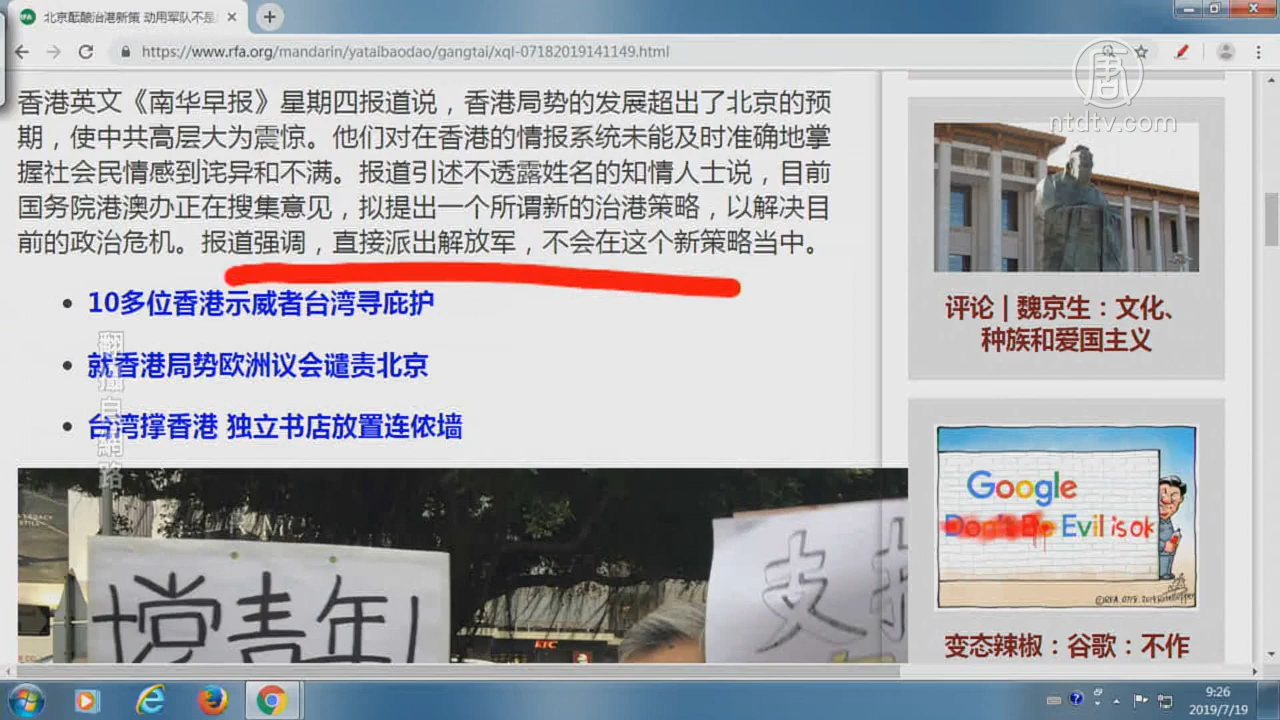 北京酝酿治港新策 动用军队不是
https://www.rfa.org/mandarin/yataibaodao/gangtai/xql-07182019141149.html
唐
ntdtv.com
香港英文《南华早报》星期四报道说，香港局势的发展超出了北京的预
期，使中共高层大为震惊。他们对在香港的情报系统未能及时准确地掌
握社会民情感到诧异和不满。报道引述不透露姓名的知情人士说，目前
国务院港澳办正在搜集意见，拟提出一个所谓新的治港策略，以解决目
前的政治危机。报道强调，直接派出解放军，不会在这个新策略当中。
10多位香港示威者台湾寻庇护
就香港局势欧洲议会谴责北京
台湾撑香港 独立书店放置连侬墙
翻牆自網路
撐青年
支持
KFC
评论 | 魏京生：文化、
种族和爱国主义
Google
Don't Be Evil is ok
变态辣椒：谷歌：不作
9:26
2019/7/19